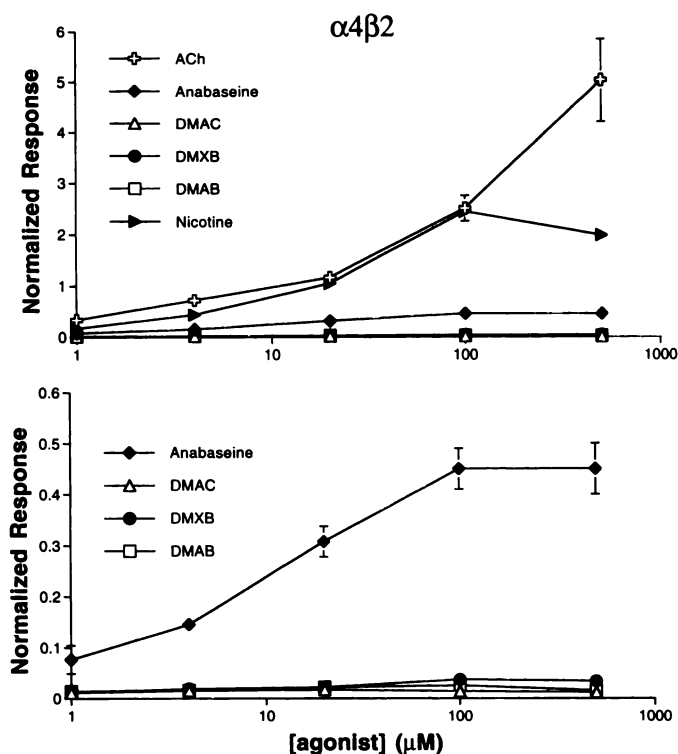 α4β2
Normalized Response
6
5
4
3
2
1
0
ACh
Anabaseine
DMAC
DMXB
DMAB
Nicotine
1
10
100
1000
Normalized Response
0.6
0.5
0.4
0.3
0.2
0.1
0
Anabaseine
DMAC
DMXB
DMAB
1
10
100
1000
[agonist] (μM)